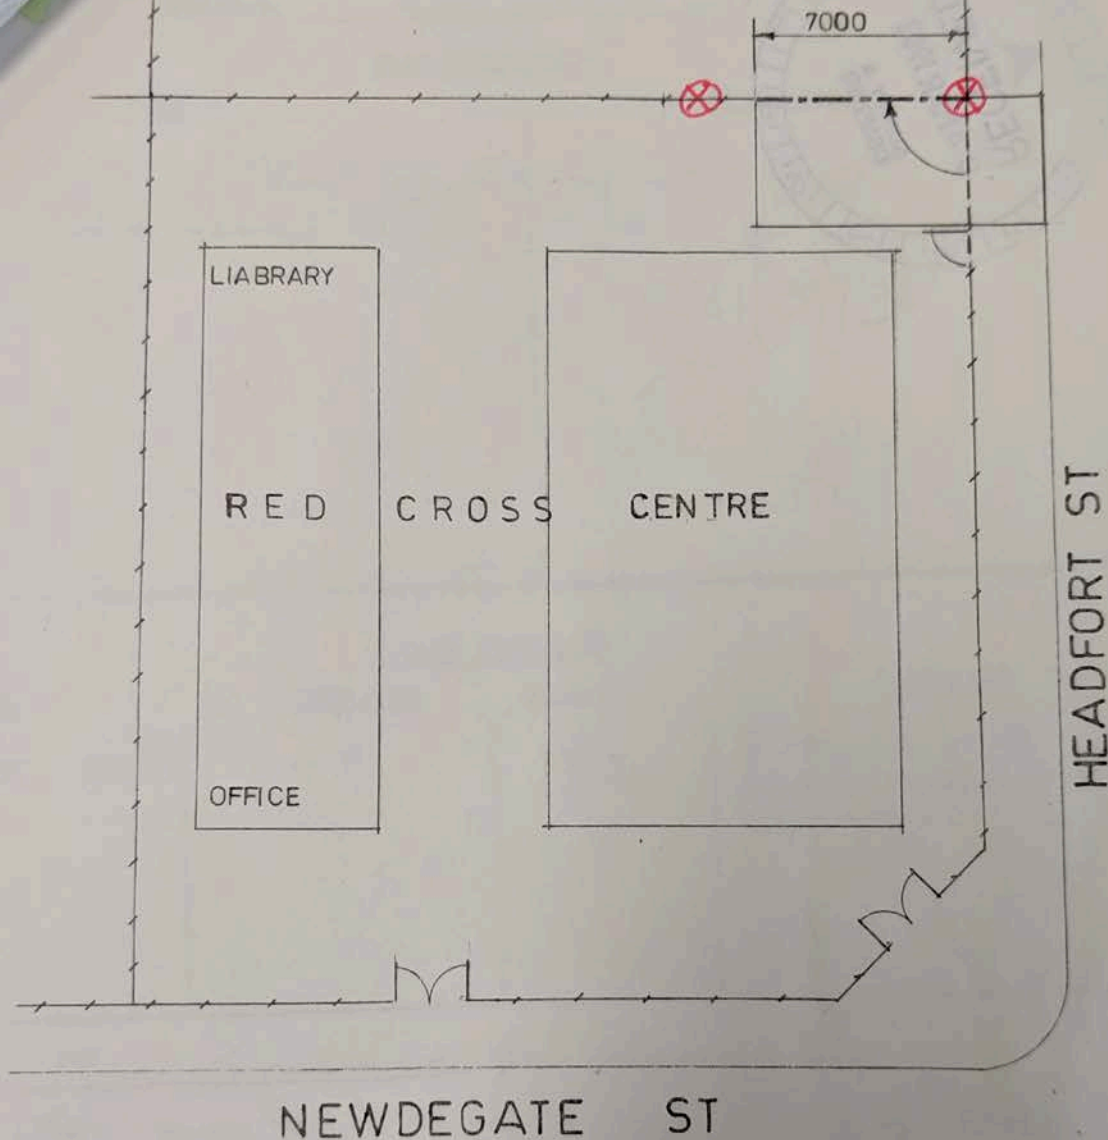 7000
LIABRARY
RED CROSS CENTRE
OFFICE
HEADFORT ST
NEWDEGATE ST